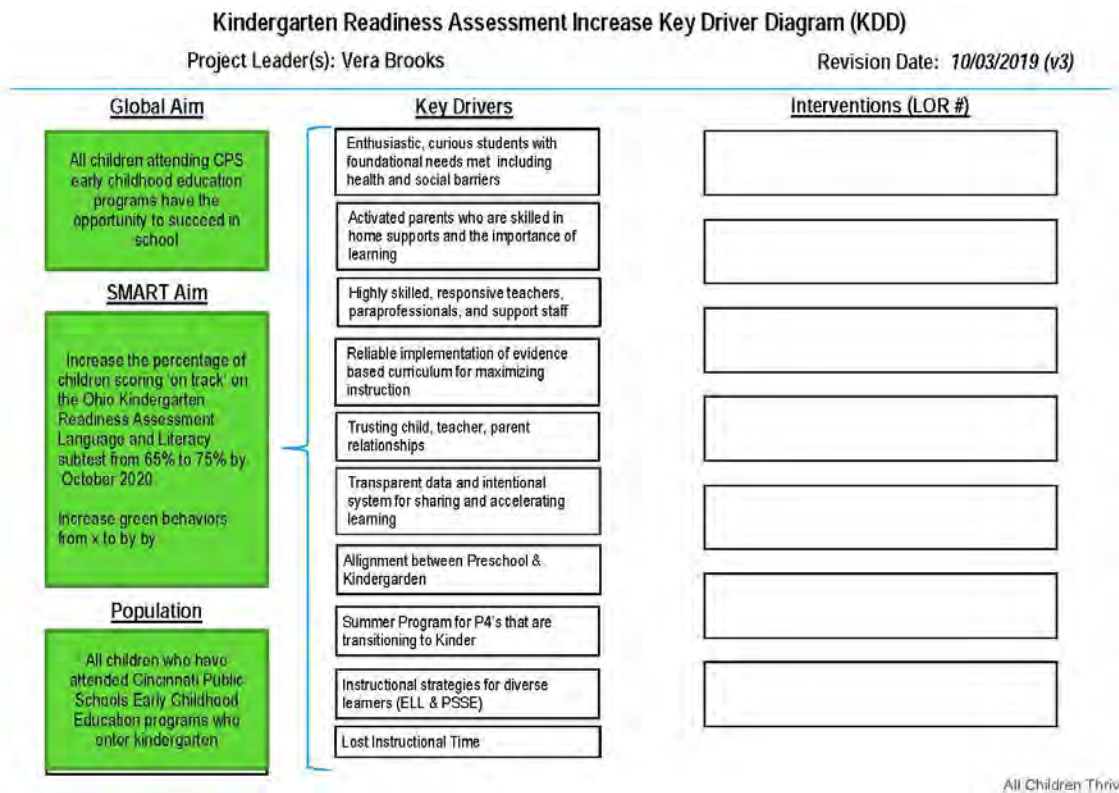 Kindergarten Readiness Assessment Increase Key Driver Diagram (KDD)
Project Leader(s): Vera Brooks
Revision Date: 10/03/2019 (v3)
Global Aim
All children attending CPS
early childhood education
programs have the
opportunity to succeed in
school
SMART Aim
Increase the percentage of
children scoring 'on track' on
the Ohio Kindergarten
Readiness Assessment
Language and Literacy
subtest from 65% to 75% by
October 2020
Increase green behaviors
from x to by by
Population
All children who have
attended Cincinnati Public
Schools Early Childhood
Education programs who
enter kindergarten
Key Drivers
Enthusiastic, curious students with
foundational needs met including
health and social barriers
Activated parents who are skilled in
home supports and the importance of
learning
Highly skilled, responsive teachers,
paraprofessionals, and support staff
Reliable implementation of evidence
based curriculum for maximizing
instruction
Trusting child, teacher, parent
relationships
Transparent data and intentional
system for sharing and accelerating
learning
Allignment between Preschool &
Kindergarden
Summer Program for P4's that are
transitioning to Kinder
Instructional strategies for diverse
learners (ELL & PSSE)
Lost Instructional Time
Interventions (LOR #)
All Children Thriv